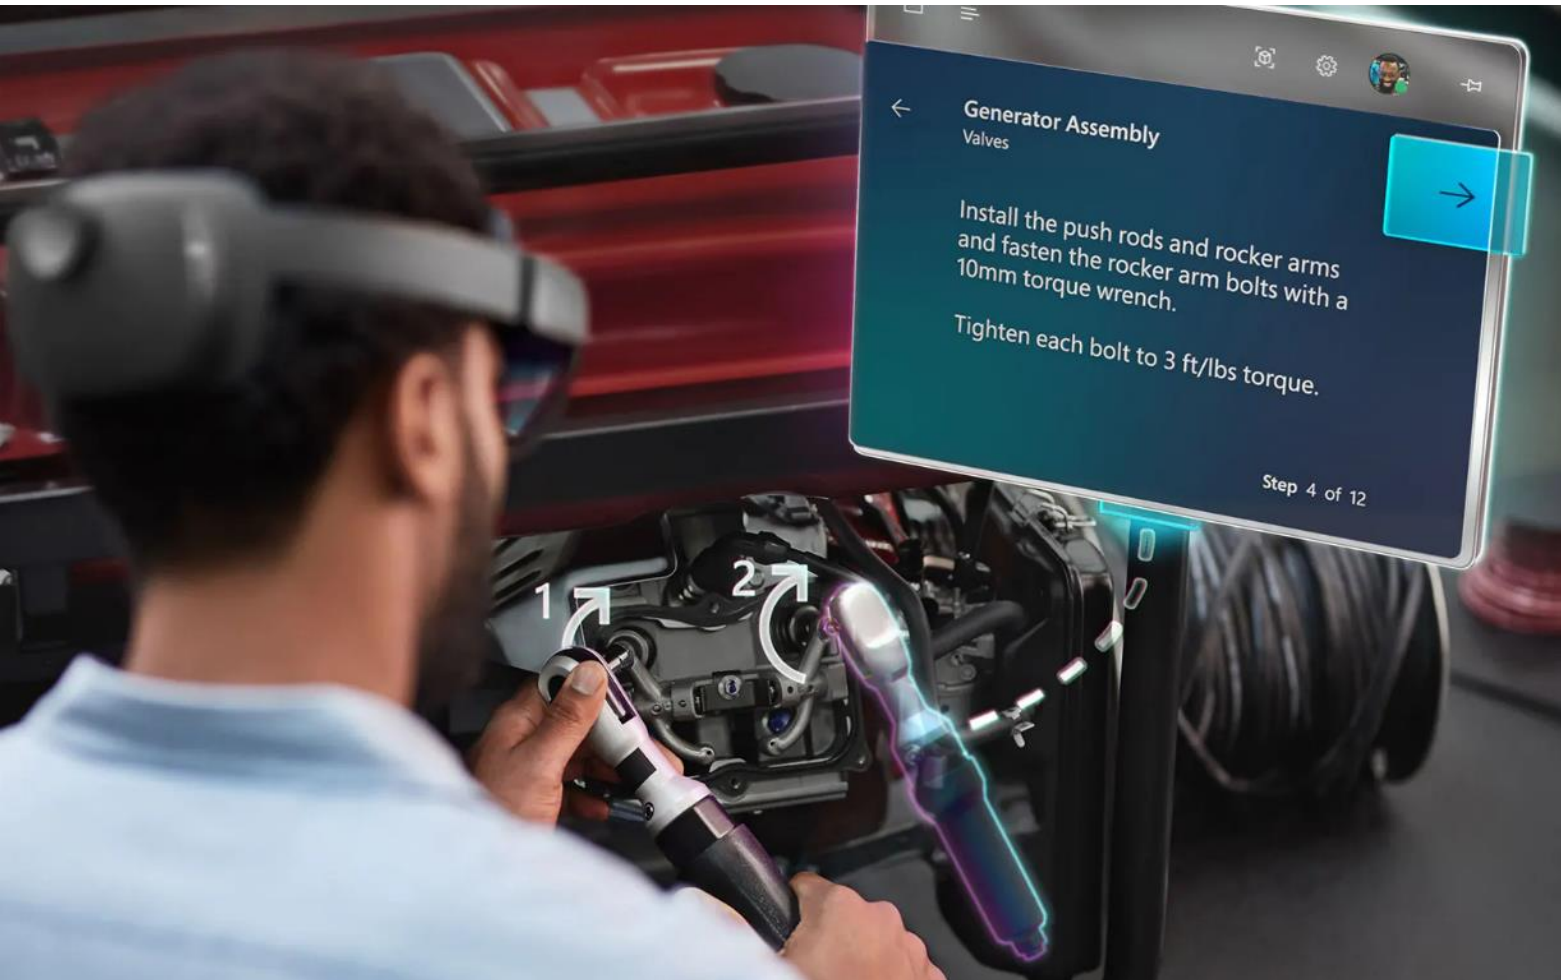 Generator Assembly
Valves
Install the push rods and rocker arms
and fasten the rocker arm bolts with a
10mm torque wrench.
Tighten each bolt to 3 ft/lbs torque.
Step 4 of 12
1
2